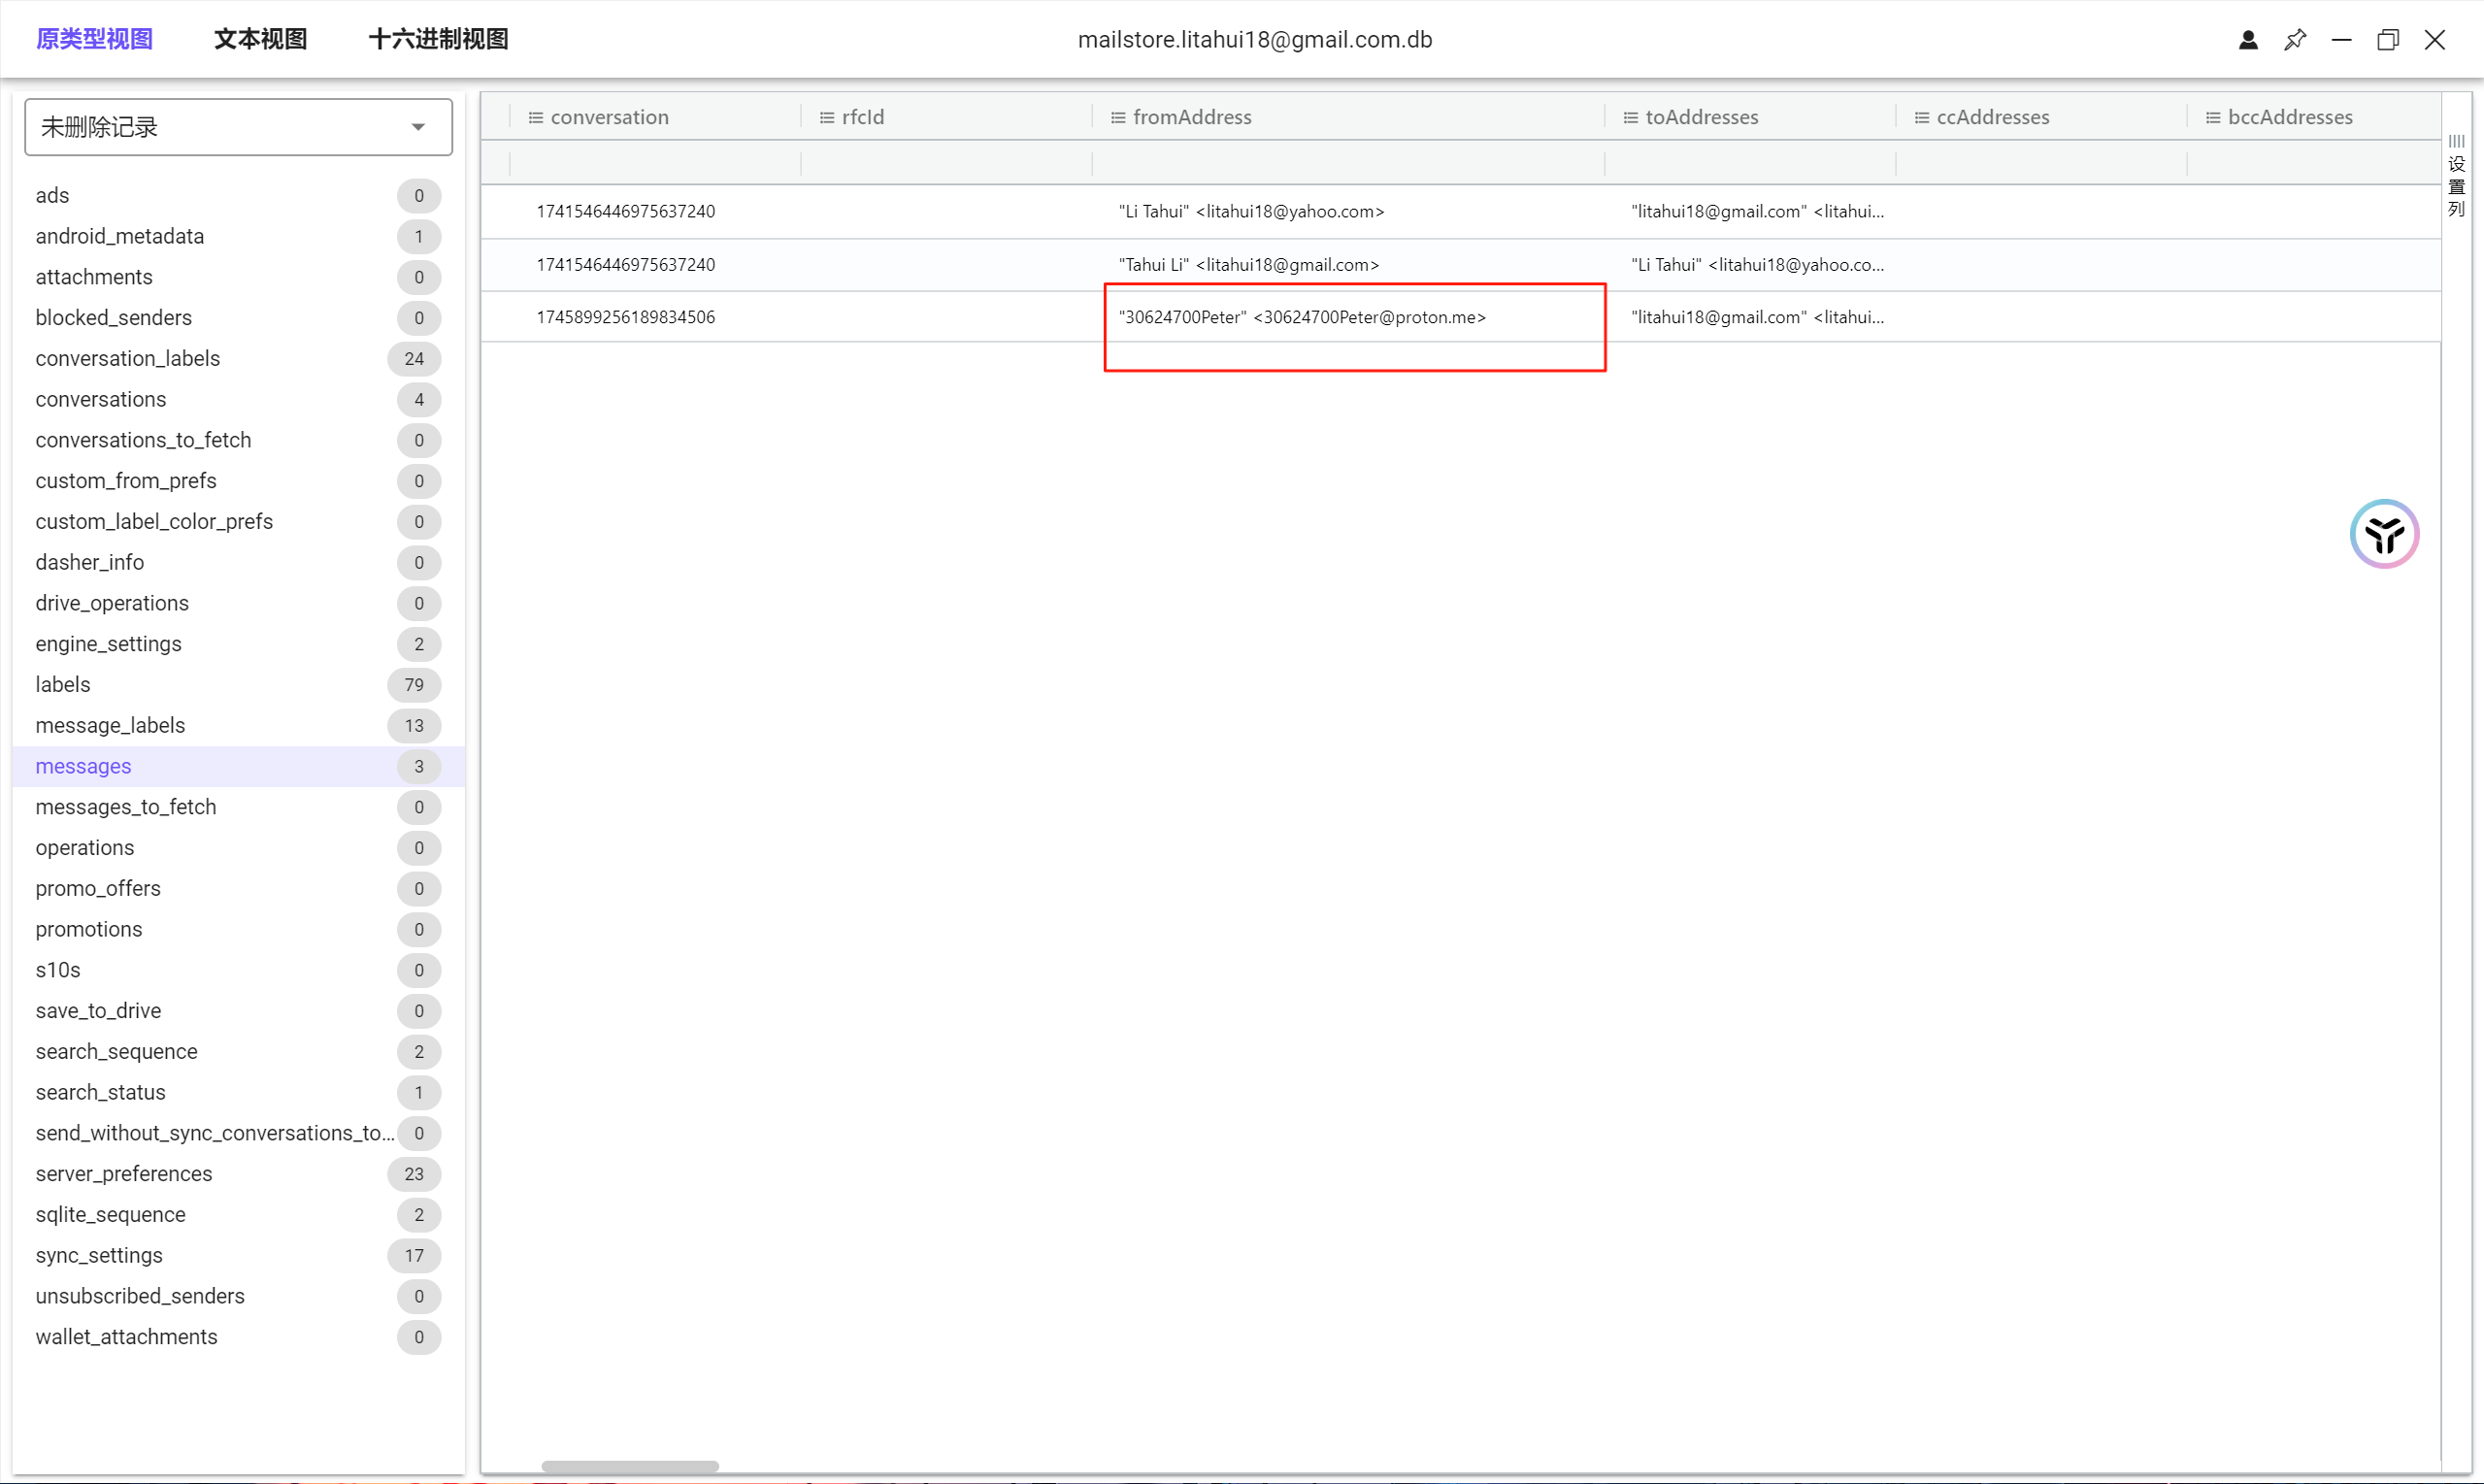 原类型视图 文本视图 十六进制视图 mailstore.litahui18@gmail.com.db
未删除记录
ads 0
android_metadata 1
attachments 0
blocked_senders 0
conversation_labels 24
conversations 4
conversations_to_fetch 0
custom_from_prefs 0
custom_label_color_prefs 0
dasher_info 0
drive_operations 0
engine_settings 2
labels 79
message_labels 13
messages 3
messages_to_fetch 0
operations 0
promo_offers 0
promotions 0
s10s 0
save_to_drive 0
search_sequence 2
search_status 1
send_without_sync_conversations_to... 0
server_preferences 23
sqlite_sequence 2
sync_settings 17
unsubscribed_senders 0
wallet_attachments 0
conversation rfcId fromAddress toAddresses ccAddresses bccAddresses
1741546446975637240 "Li Tahui" <litahui18@yahoo.com> "litahui18@gmail.com" <litahui...
1741546446975637240 "Tahui Li" <litahui18@gmail.com> "Li Tahui" <litahui18@yahoo.co...
1745899256189834506 "30624700Peter" <30624700Peter@proton.me> "litahui18@gmail.com" <litahui...
设置列